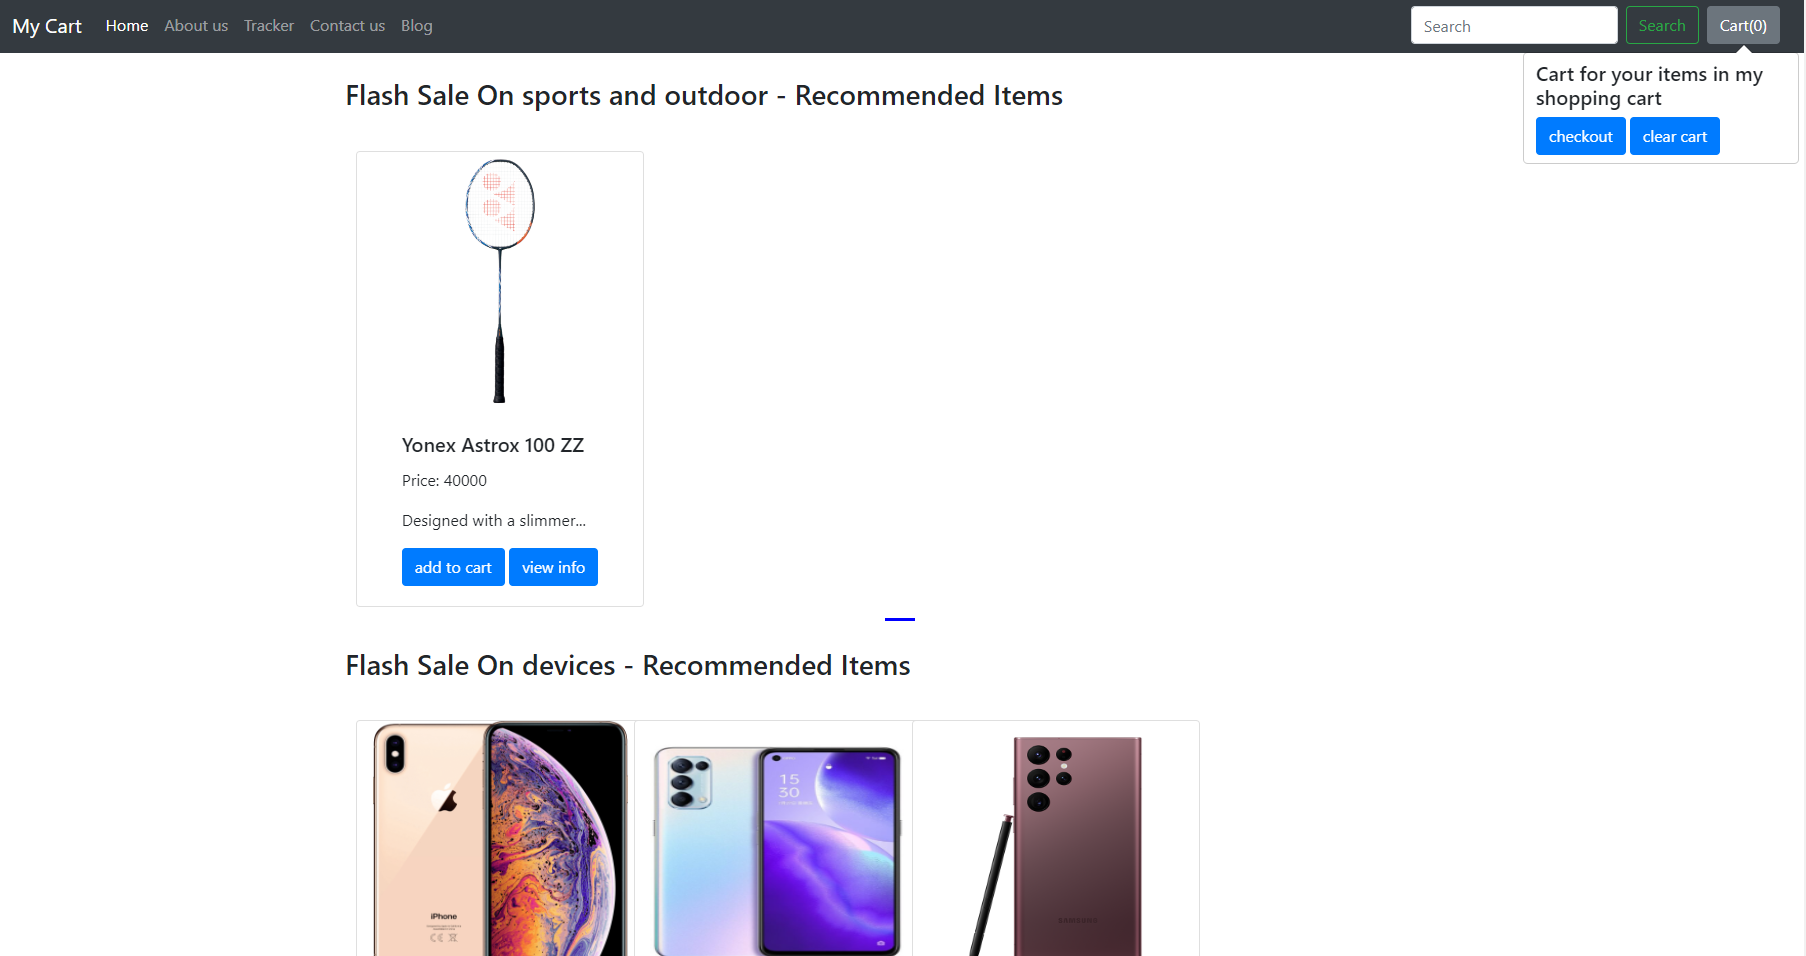 My Cart Home About us Tracker Contact us Blog Search Search Cart(0)
Cart for your items in my
shopping cart
checkout clear cart
Flash Sale On sports and outdoor - Recommended Items
Yonex Astrox 100 ZZ
Price: 40000
Designed with a slimmer...
add to cart view info
Flash Sale On devices - Recommended Items
15
30
iPhone
SAMSUNG